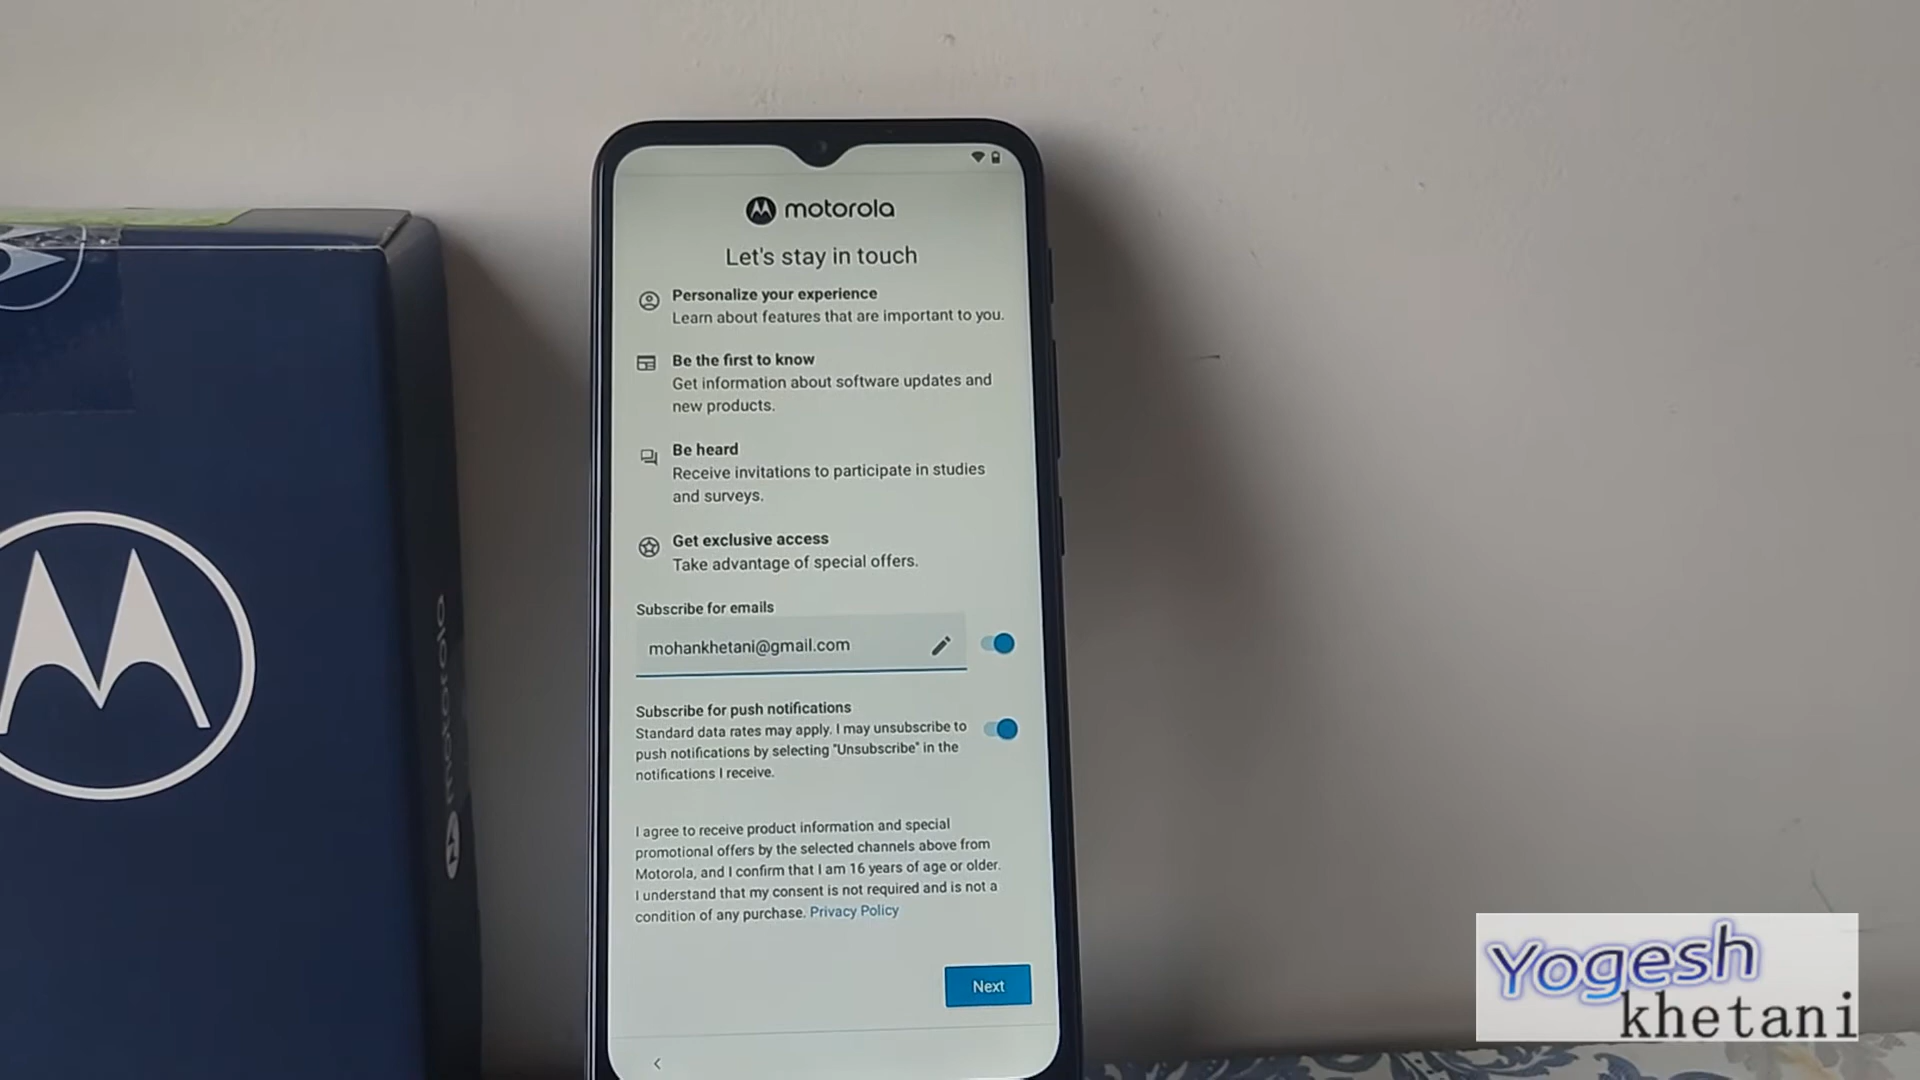 motorola
motorola
Let's stay in touch
Personalize your experience
Learn about features that are important to you.
Be the first to know
Get information about software updates and
new products.
Be heard
Receive invitations to participate in studies
and surveys.
Get exclusive access
Take advantage of special offers.
Subscribe for emails
mohankhetani@gmail.com
Subscribe for push notifications
Standard data rates may apply. I may unsubscribe to
push notifications by selecting "Unsubscribe" in the
notifications I receive.
I agree to receive product information and special
promotional offers by the selected channels above from
Motorola, and I confirm that I am 16 years of age or older.
I understand that my consent is not required and is not a
condition of any purchase. Privacy Policy
Next
Yogesh
khetani